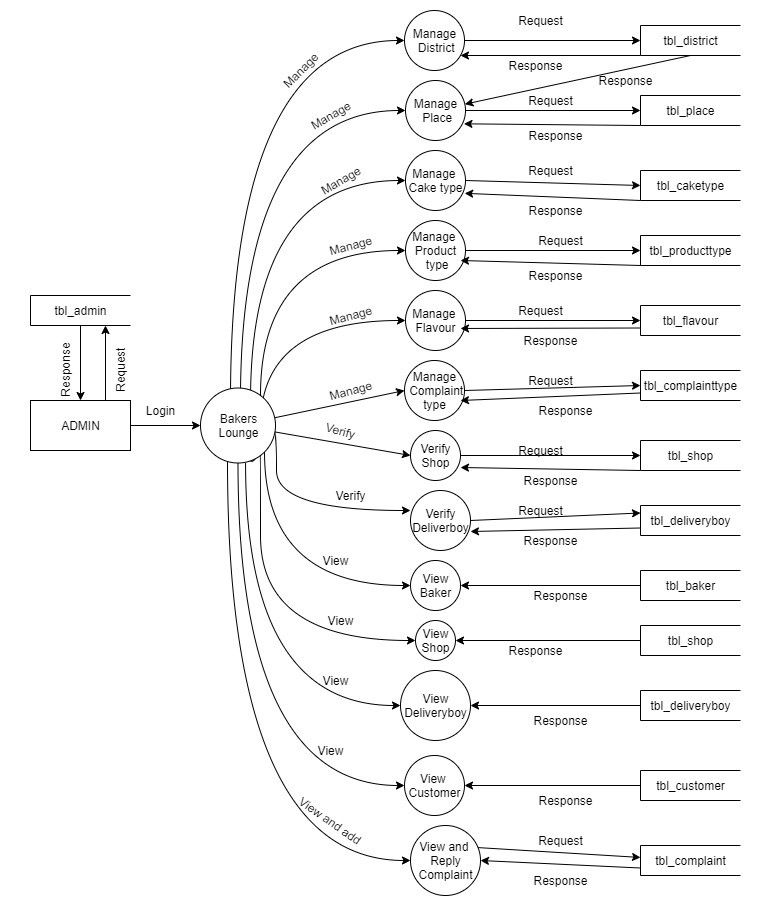 Request
Manage
District
tbl_district
Response
Manage
Response
Manage
Place
Request
tbl_place
Response
Manage
Manage
Cake type
Request
tbl_caketype
Response
Manage
Manage
Product
type
Request
tbl_producttype
Response
Manage
Manage
Flavour
Request
tbl_flavour
Response
Manage
tbl_admin
Response
Request
Manage
Complaint
type
Request
tbl_complainttype
Response
Manage
ADMIN
Login
Bakers
Lounge
Verify
Verify
Shop
Request
tbl_shop
Response
Verify
Verify
Deliverboy
Request
tbl_deliveryboy
Response
View
View
Baker
Response
tbl_baker
View
View
Shop
Response
tbl_shop
View
View
Deliveryboy
Response
tbl_deliveryboy
View
View
Customer
Response
tbl_customer
View and add
View and
Reply
Complaint
Request
tbl_complaint
Response